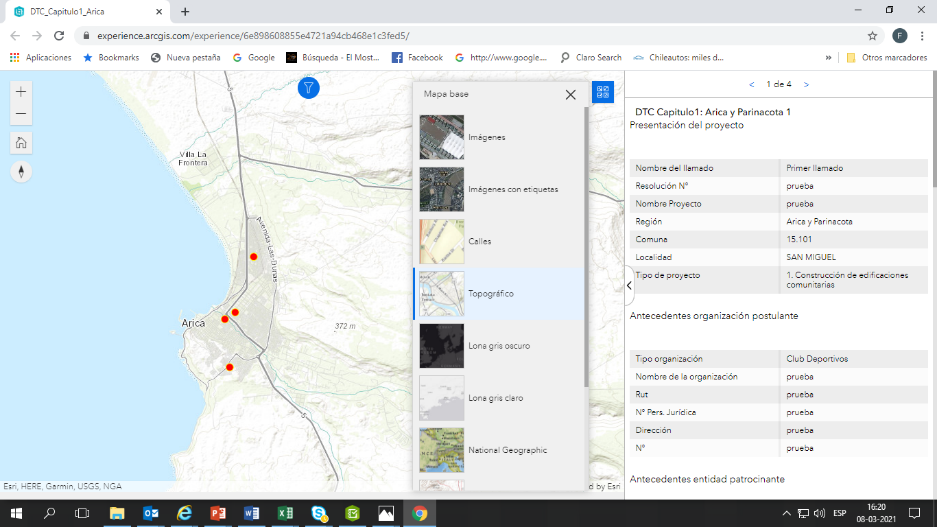 DTC_Capitulo1_Arica
experience.arcgis.com/experience/6e898608855e4721a94cb468e1c3fed5/
F
Aplicaciones
Bookmarks
Nueva pestaña
Google
Búsqueda - El Most...
Facebook
http://www.google....
Claro Search
Chileautos: miles d...
»
Otros marcadores
Villa La
Frontera
Avenida Las Dunas
Arica
372 m
5
Esri, HERE, Garmin, USGS, NGA
d by Esri
Mapa base
Imágenes
Imágenes con etiquetas
Calles
Topográfico
Lona gris oscuro
Lona gris claro
National Geographic
< 1 de 4 >
DTC Capitulo1: Arica y Parinacota 1
Presentación del proyecto
Nombre del llamado Primer llamado
Resolución N° prueba
Nombre Proyecto prueba
Región Arica y Parinacota
Comuna 15.101
Localidad SAN MIGUEL
Tipo de proyecto 1. Construcción de edificaciones
comunitarias
Antecedentes organización postulante
Tipo organización Club Deportivos
Nombre de la organización prueba
Rut prueba
N° Pers. Jurídica prueba
Dirección prueba
N° prueba
Antecedentes entidad patrocinante
ESP
16:20
08-03-2021